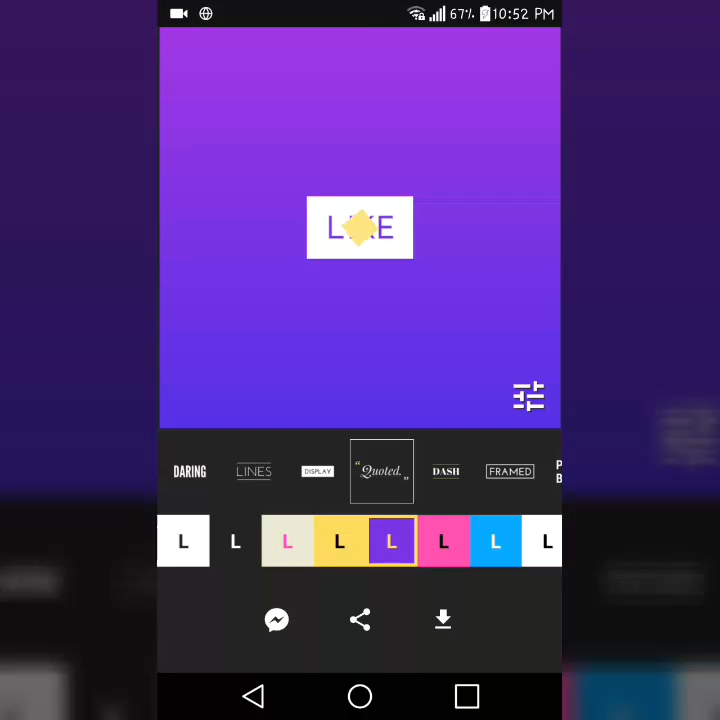 67% 10:52 PM
LIKE
DARING LINES DISPLAY “Quoted.„ DASH FRAMED P
B
L L L L L L L L